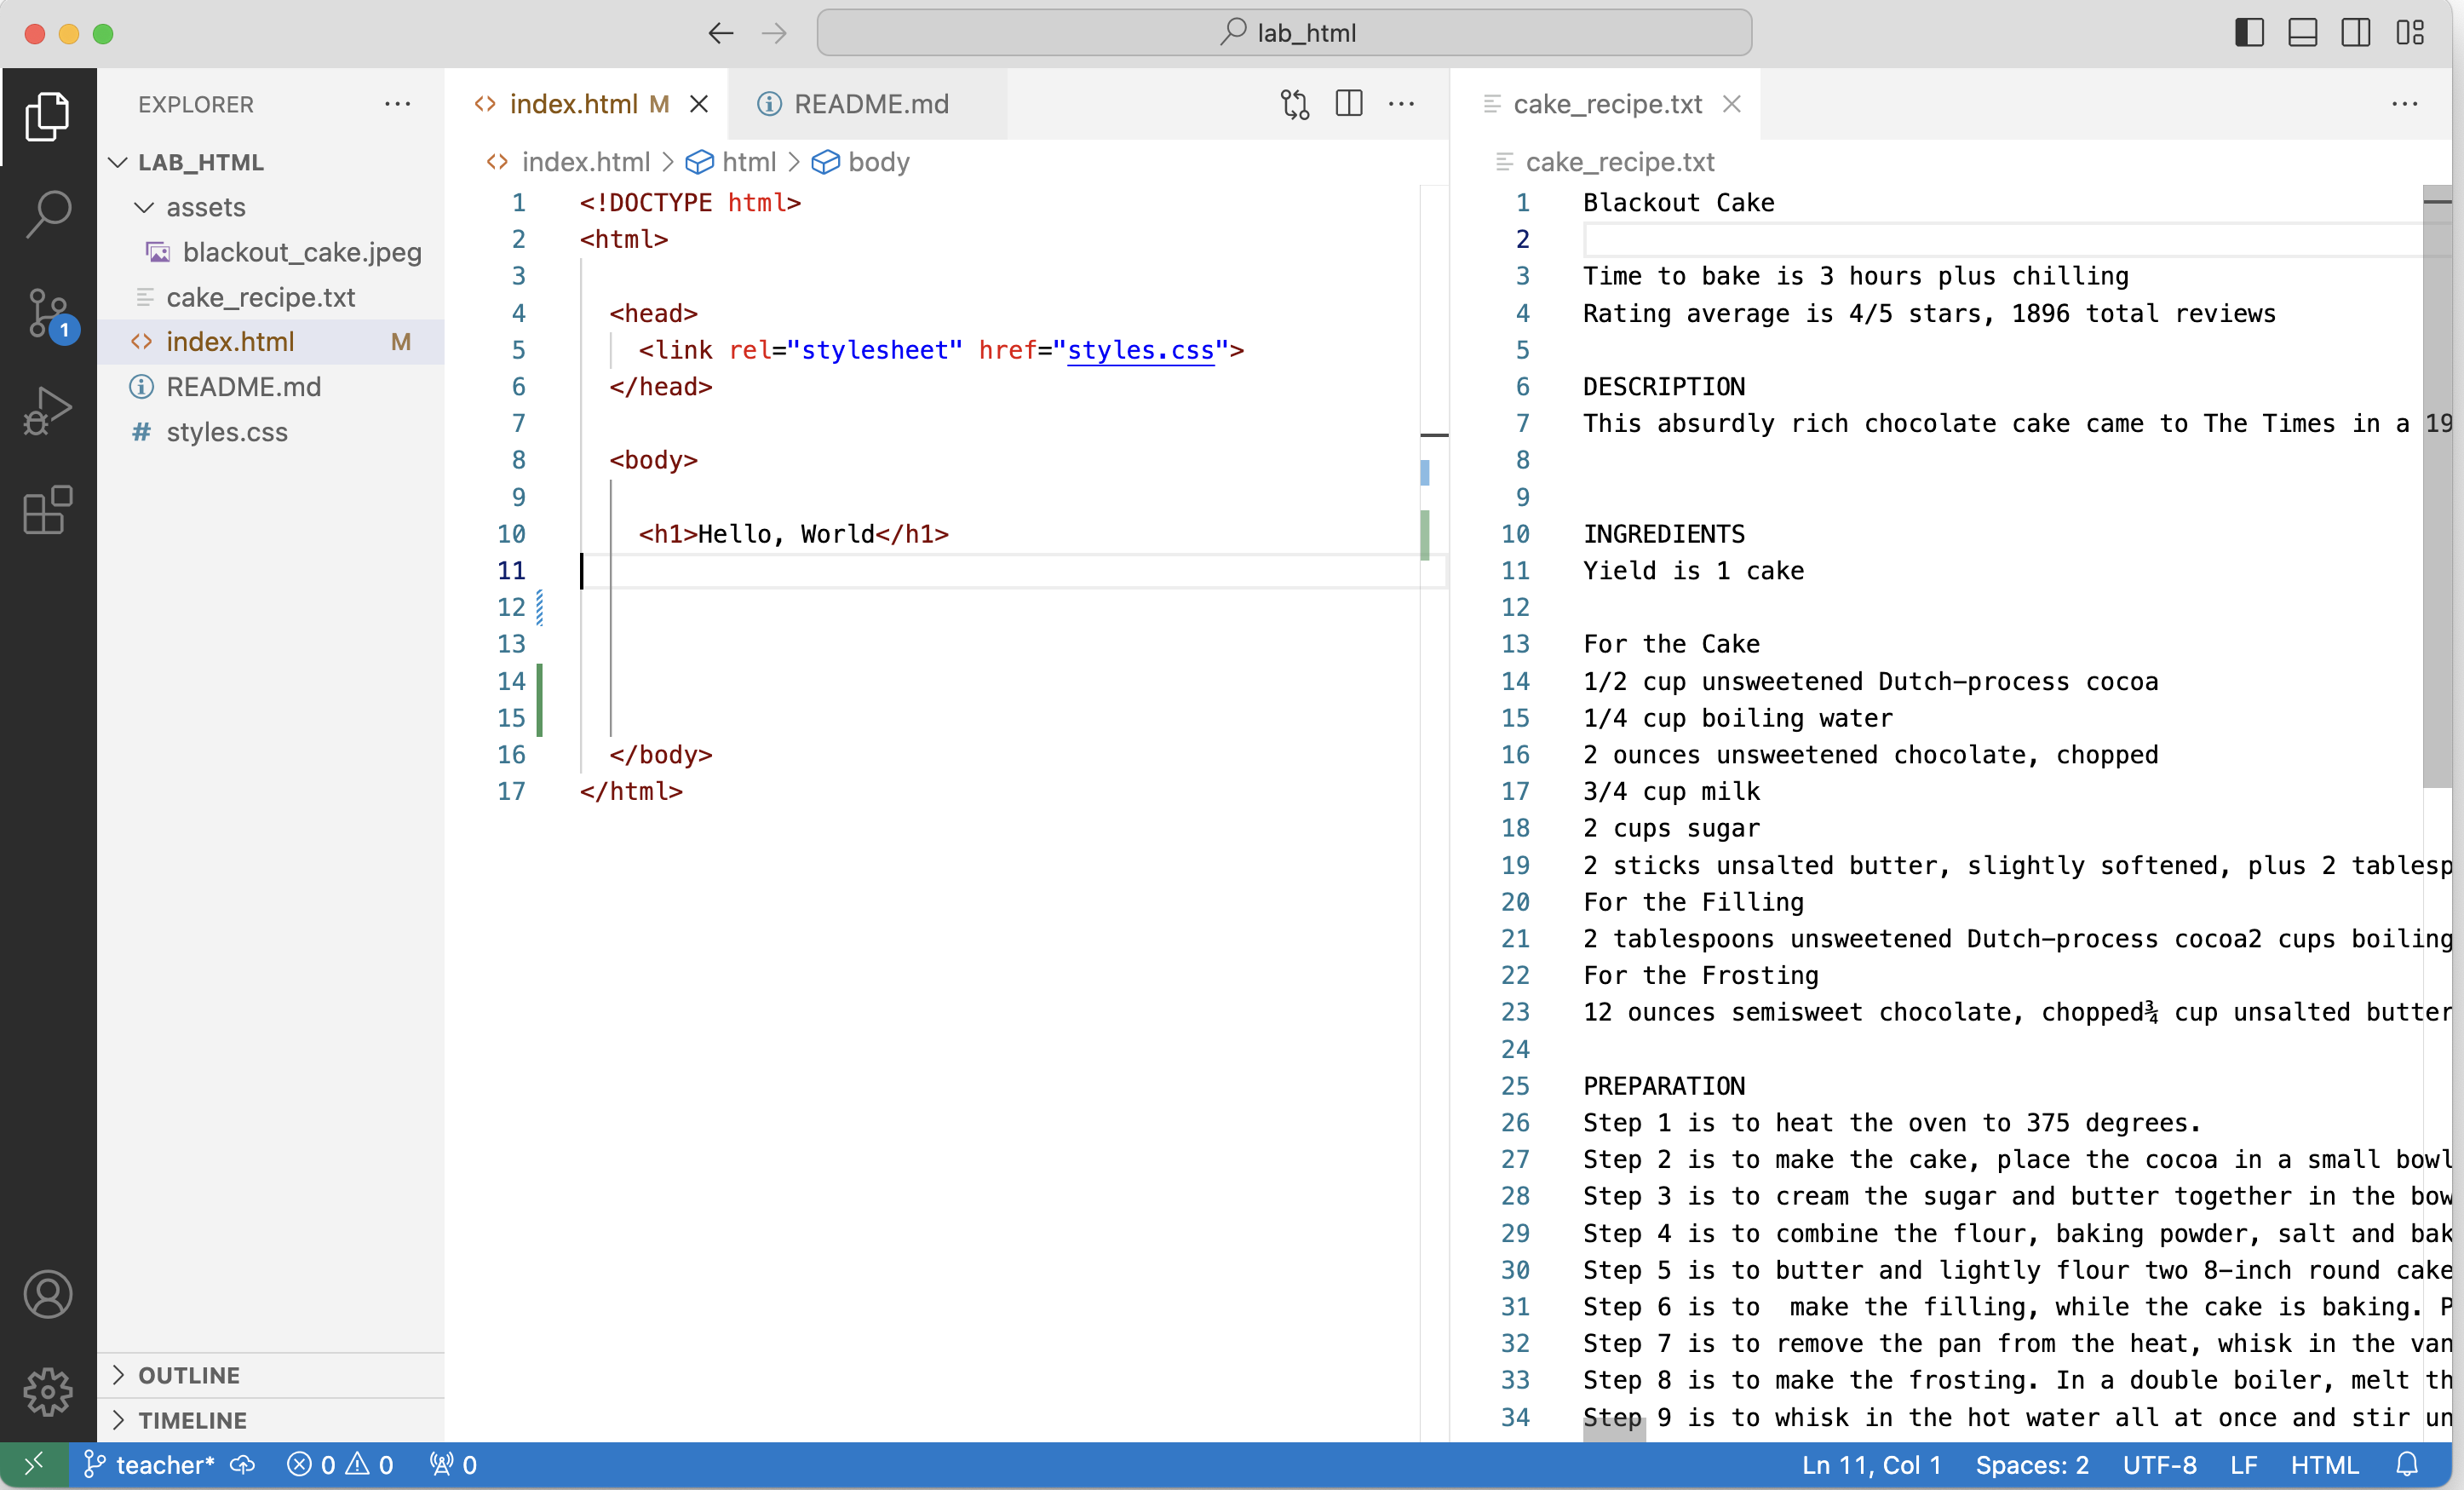 lab_html
EXPLORER
LAB_HTML
assets
blackout_cake.jpeg
cake_recipe.txt
index.html M
README.md
# styles.css
OUTLINE
TIMELINE
index.html M
README.md
index.html > html > body
1 <!DOCTYPE html>
2 <html>
3
4 <head>
5 <link rel="stylesheet" href="styles.css">
6 </head>
7
8 <body>
9
10 <h1>Hello, World</h1>
11
12
13
14
15
16 </body>
17 </html>
cake_recipe.txt
cake_recipe.txt
1 Blackout Cake
2
3 Time to bake is 3 hours plus chilling
4 Rating average is 4/5 stars, 1896 total reviews
5
6 DESCRIPTION
7 This absurdly rich chocolate cake came to The Times in a 19
8
9
10 INGREDIENTS
11 Yield is 1 cake
12
13 For the Cake
14 1/2 cup unsweetened Dutch-process cocoa
15 1/4 cup boiling water
16 2 ounces unsweetened chocolate, chopped
17 3/4 cup milk
18 2 cups sugar
19 2 sticks unsalted butter, slightly softened, plus 2 tablesp
20 For the Filling
21 2 tablespoons unsweetened Dutch-process cocoa2 cups boiling
22 For the Frosting
23 12 ounces semisweet chocolate, chopped¾ cup unsalted butter
24
25 PREPARATION
26 Step 1 is to heat the oven to 375 degrees.
27 Step 2 is to make the cake, place the cocoa in a small bowl
28 Step 3 is to cream the sugar and butter together in the bow
29 Step 4 is to combine the flour, baking powder, salt and bak
30 Step 5 is to butter and lightly flour two 8-inch round cake
31 Step 6 is to  make the filling, while the cake is baking. P
32 Step 7 is to remove the pan from the heat, whisk in the van
33 Step 8 is to make the frosting. In a double boiler, melt th
34 Step 9 is to whisk in the hot water all at once and stir un
1
teacher* 0 0 0
Ln 11, Col 1 Spaces: 2 UTF-8 LF HTML